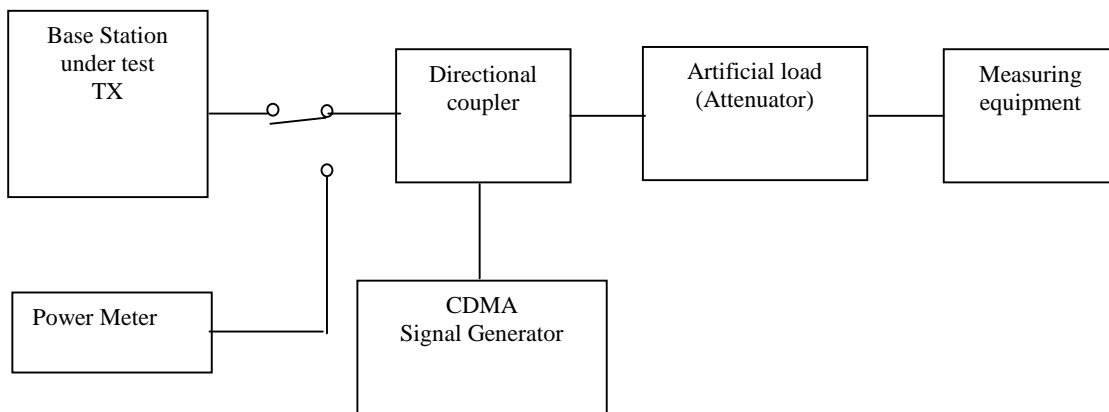 Base Station
under test
TX
Directional
coupler
Artificial load
(Attenuator)
Measuring
equipment
Power Meter
CDMA
Signal Generator